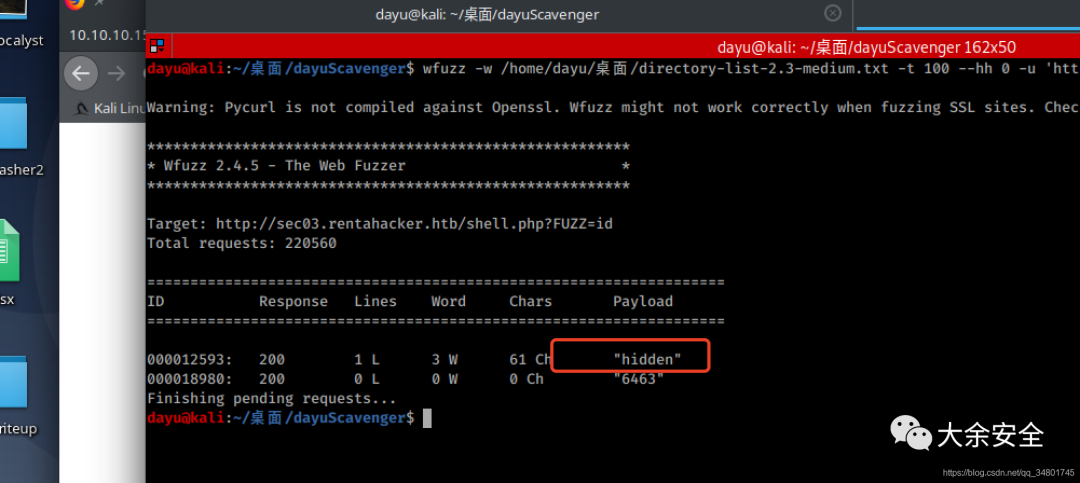 dayu@kali: ~/桌面/dayuScavenger
ocalyst
10.10.10.15
dayu@kali: ~/桌面/dayuScavenger 162x50
dayu@kali:~/桌面/dayuScavenger$ wfuzz -w /home/dayu/桌面/directory-list-2.3-medium.txt -t 100 --hh 0 -u 'htt
Kali Linu
Warning: Pycurl is not compiled against Openssl. Wfuzz might not work correctly when fuzzing SSL sites. Chec
********************************************************
* Wfuzz 2.4.5 - The Web Fuzzer                         *
********************************************************
asher2
Target: http://sec03.rentahacker.htb/shell.php?FUZZ=id
Total requests: 220560
===================================================================
ID           Response   Lines    Word     Chars       Payload
===================================================================
sx
000012593:   200        1 L      3 W      61 Ch       "hidden"
000018980:   200        0 L      0 W      0 Ch        "6463"
Finishing pending requests...
dayu@kali:~/桌面/dayuScavenger$
riteup
大余安全
https://blog.csdn.net/qq_34801745